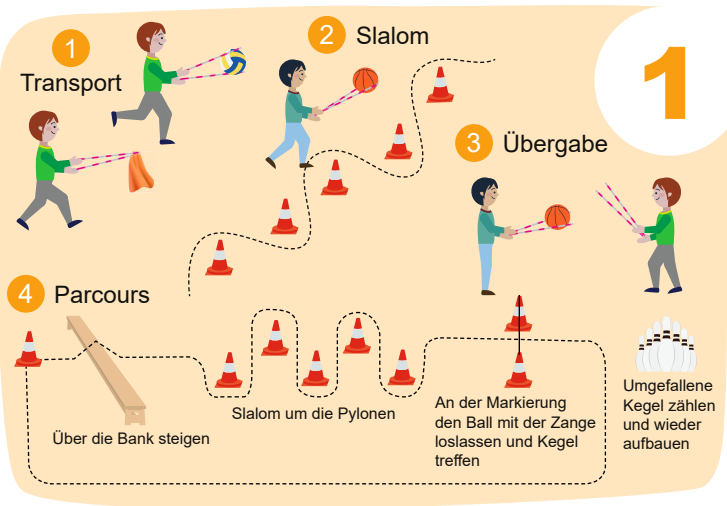 1
1
Transport
2 Slalom
3 Übergabe
4 Parcours
Über die Bank steigen
Slalom um die Pylonen
An der Markierung
den Ball mit der Zange
loslassen und Kegel
treffen
Umgefallene
Kegel zählen
und wieder
aufbauen